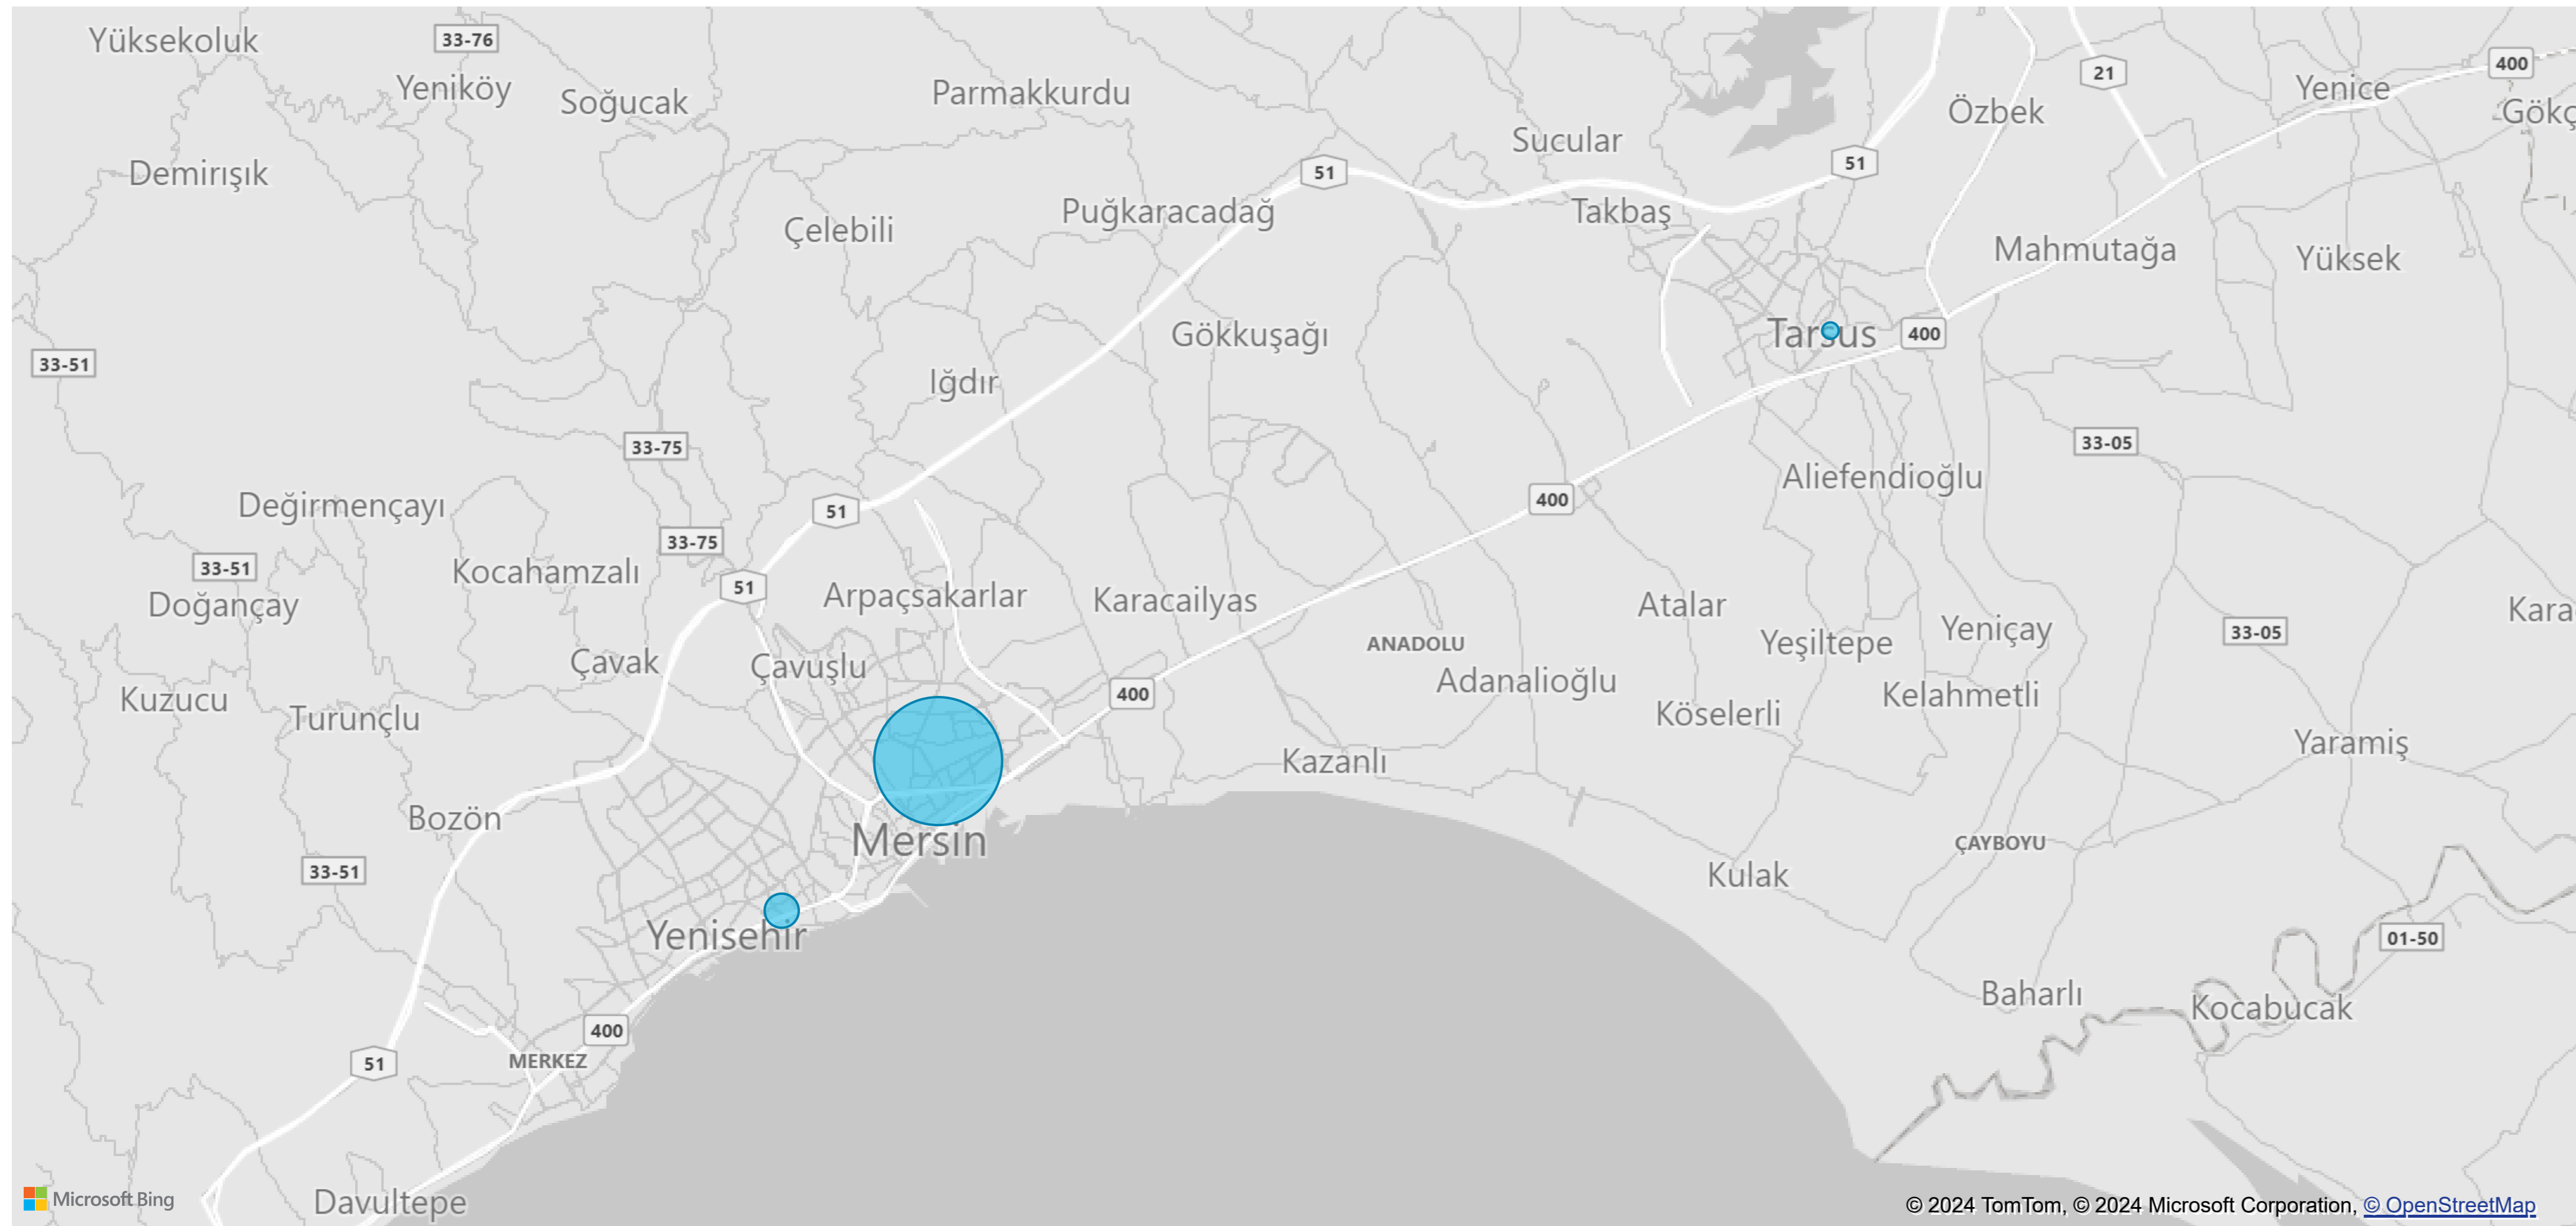 Yüksekoluk
33-76
Yeniköy
Soğucak
Parmakkurdu
21
400
Yenice
Özbek
Gökç
Sucular
Demirışık
51
51
Puğkaracadağ
Takbaş
Çelebili
Mahmutağa
Yüksek
Gökkuşağı
Tarsus
400
33-51
Iğdır
33-75
33-05
Aliefendioğlu
Değirmençayı
51
400
33-75
33-51
Kocahamzalı
51
Arpaçsakarlar
Karacailyas
Doğançay
Atalar
Kara
Yeniçay
33-05
ANADOLU
Yeşiltepe
Çavak
Çavuşlu
Adanalioğlu
400
Kelahmetli
Kuzucu
Turunçlu
Köselerli
Yaramiş
Kazanlı
Bozön
Mersin
ÇAYBOYU
33-51
Kulak
Yenisehir
01-50
Baharlı
Kocabucak
400
MERKEZ
51
Davultepe
Microsoft Bing
© 2024 TomTom, © 2024 Microsoft Corporation, © OpenStreetMap